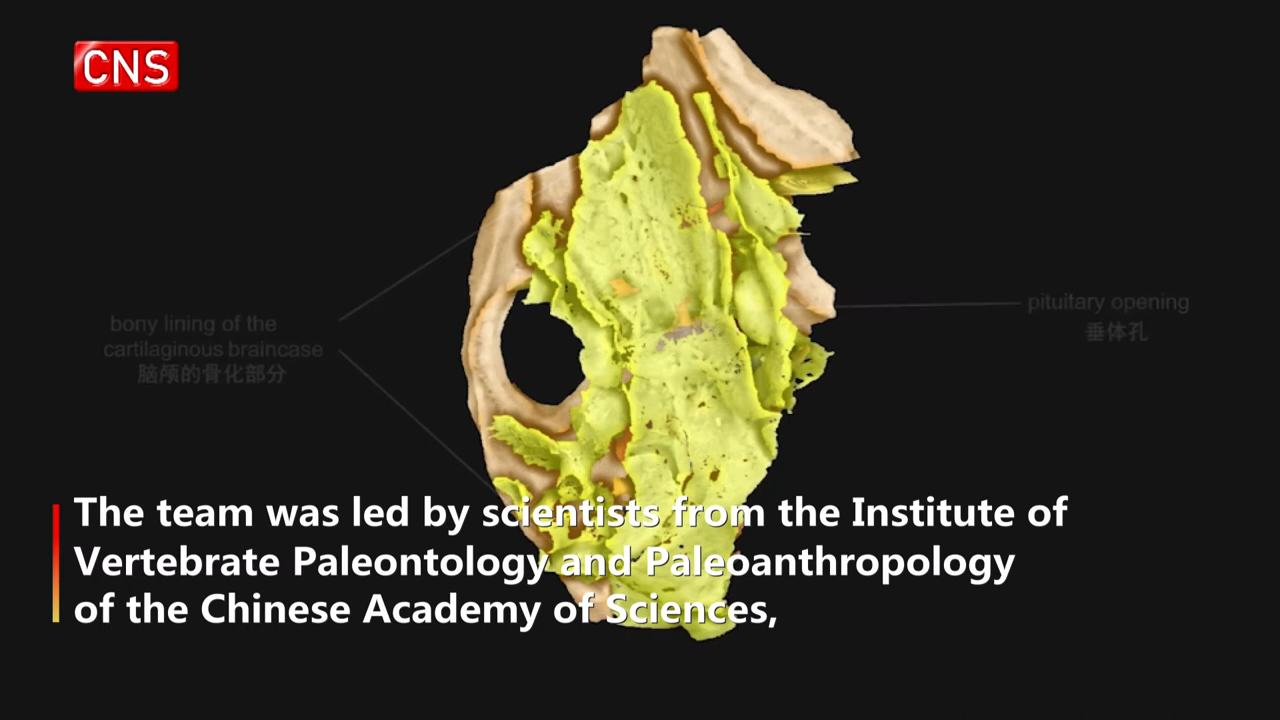 CNS
bony lining of the
cartilaginous braincase
脑颅的骨化部分
pituitary opening
垂体孔
The team was led by scientists from the Institute of
Vertebrate Paleontology and Paleoanthropology
of the Chinese Academy of Sciences,